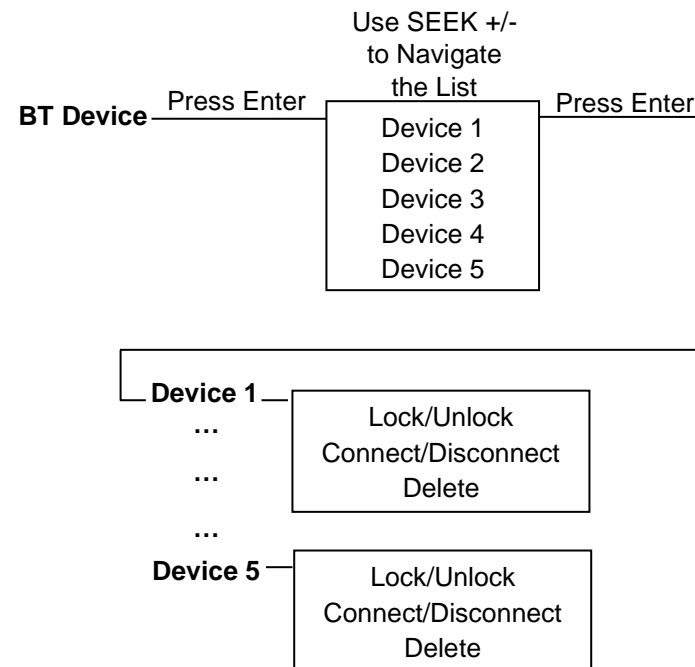 Use SEEK +/-
to Navigate
the List
BT Device
Press Enter
Press Enter
Device 1
Device 2
Device 3
Device 4
Device 5
Device 1
...
...
...
Device 5
Lock/Unlock
Connect/Disconnect
Delete
Lock/Unlock
Connect/Disconnect
Delete